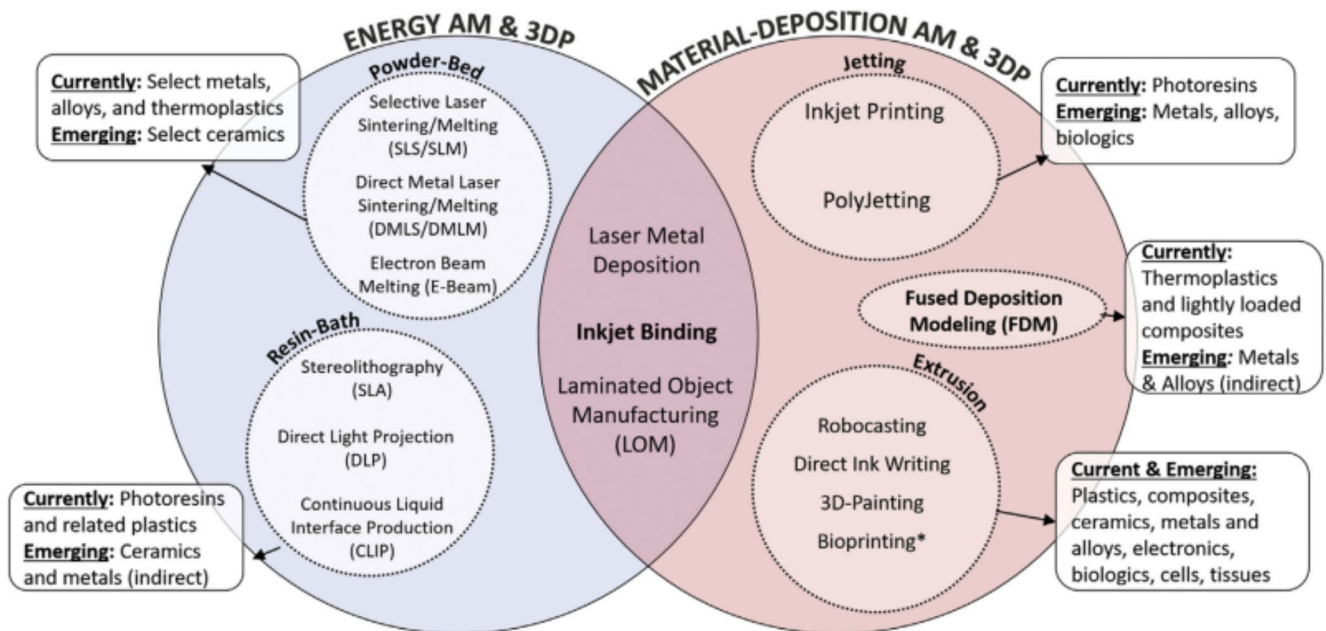 ENERGY AM & 3DP
MATERIAL-DEPOSITION AM & 3DP
Currently: Select metals,
alloys, and thermoplastics
Emerging: Select ceramics
Powder-Bed
Selective Laser
Sintering/Melting
(SLS/SLM)
Direct Metal Laser
Sintering/Melting
(DMLS/DMLM)
Electron Beam
Melting (E-Beam)
Resin-Bath
Stereolithography
(SLA)
Direct Light Projection
(DLP)
Continuous Liquid
Interface Production
(CLIP)
Currently: Photoresins
and related plastics
Emerging: Ceramics
and metals (indirect)
Laser Metal
Deposition
Inkjet Binding
Laminated Object
Manufacturing
(LOM)
Jetting
Inkjet Printing
PolyJetting
Currently: Photoresins
Emerging: Metals, alloys,
biologics
Fused Deposition
Modeling (FDM)
Currently:
Thermoplastics
and lightly loaded
composites
Emerging: Metals
& Alloys (indirect)
Extrusion
Robocasting
Direct Ink Writing
3D-Painting
Bioprinting*
Current & Emerging:
Plastics, composites,
ceramics, metals and
alloys, electronics,
biologics, cells, tissues